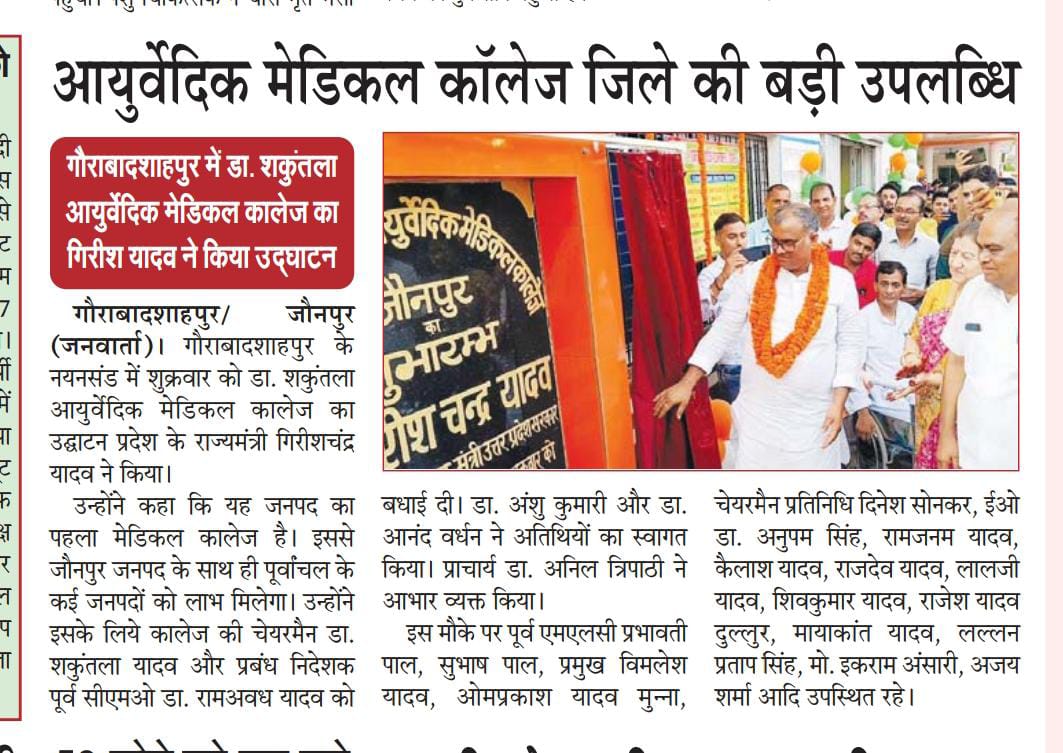 आयुर्वेदिक मेडिकल कॉलेज जिले की बड़ी उपलब्धि
गौराबादशाहपुर में डा. शकुंतला
आयुर्वेदिक मेडिकल कालेज का
गिरीश यादव ने किया उद्घाटन
गौराबादशाहपुर/ जौनपुर
(जनवार्ता)। गौराबादशाहपुर के
नयनसंड में शुक्रवार को डा. शकुंतला
आयुर्वेदिक मेडिकल कालेज का
उद्घाटन प्रदेश के राज्यमंत्री गिरीशचंद्र
यादव ने किया।
उन्होंने कहा कि यह जनपद का
पहला मेडिकल कालेज है। इससे
जौनपुर जनपद के साथ ही पूर्वांचल के
कई जनपदों को लाभ मिलेगा। उन्होंने
इसके लिये कालेज की चेयरमैन डा.
शकुंतला यादव और प्रबंध निदेशक
पूर्व सीएमओ डा. रामअवध यादव को
युर्वेदिक मेडिकल कॉलेज
जौनपुर
का
भारम्भ
रीश चन्द्र यादव
मंत्री उत्तर प्रदेश सरकार
को
बधाई दी। डा. अंशु कुमारी और डा.
आनंद वर्धन ने अतिथियों का स्वागत
किया। प्राचार्य डा. अनिल त्रिपाठी ने
आभार व्यक्त किया।
इस मौके पर पूर्व एमएलसी प्रभावती
पाल, सुभाष पाल, प्रमुख विमलेश
यादव, ओमप्रकाश यादव मुन्ना,
चेयरमैन प्रतिनिधि दिनेश सोनकर, ईओ
डा. अनुपम सिंह, रामजनम यादव,
कैलाश यादव, राजदेव यादव, लालजी
यादव, शिवकुमार यादव, राजेश यादव
दुल्लुर, मायाकांत यादव, लल्लन
प्रताप सिंह, मो. इकराम अंसारी, अजय
शर्मा आदि उपस्थित रहे।